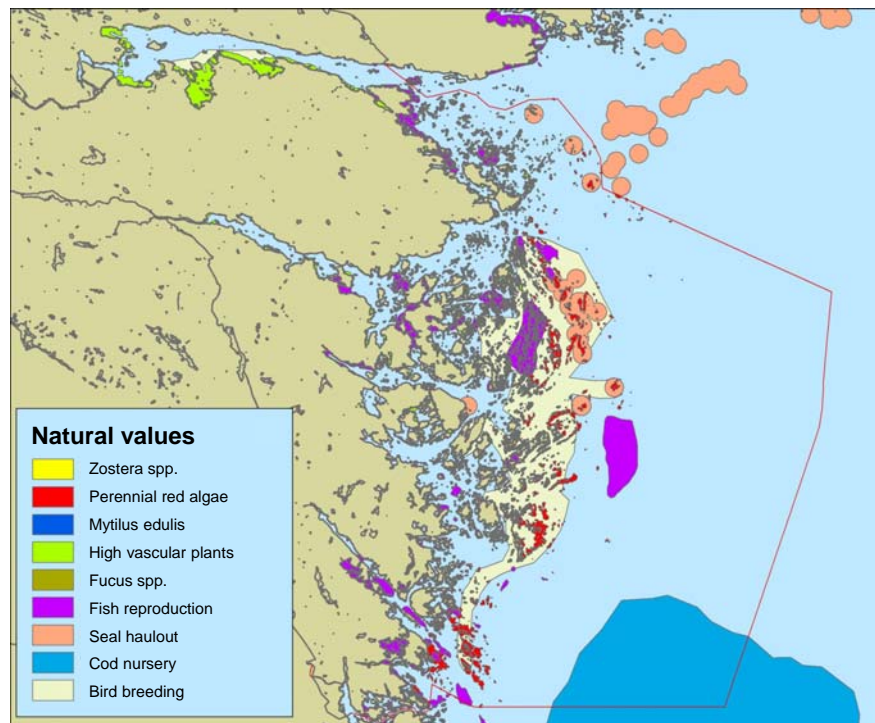 Natural values
Zostera spp.
Perennial red algae
Mytilus edulis
High vascular plants
Fucus spp.
Fish reproduction
Seal haulout
Cod nursery
Bird breeding